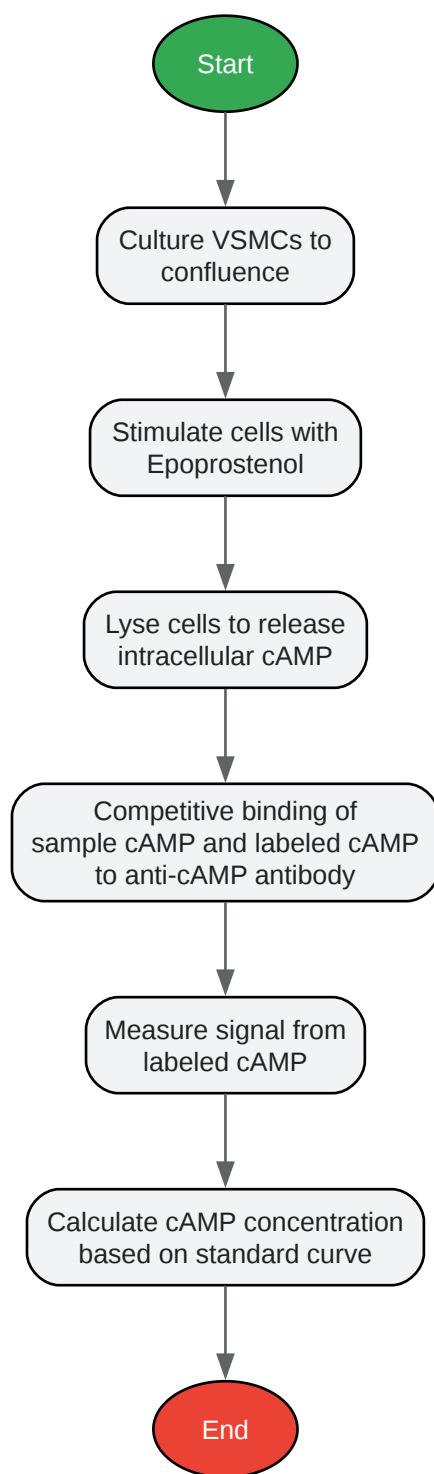 Start
Culture VSMCs to
confluence
Stimulate cells with
Epoprostenol
Lyse cells to release
intracellular cAMP
Competitive binding of
sample cAMP and labeled cAMP
to anti-cAMP antibody
Measure signal from
labeled cAMP
Calculate cAMP concentration
based on standard curve
End